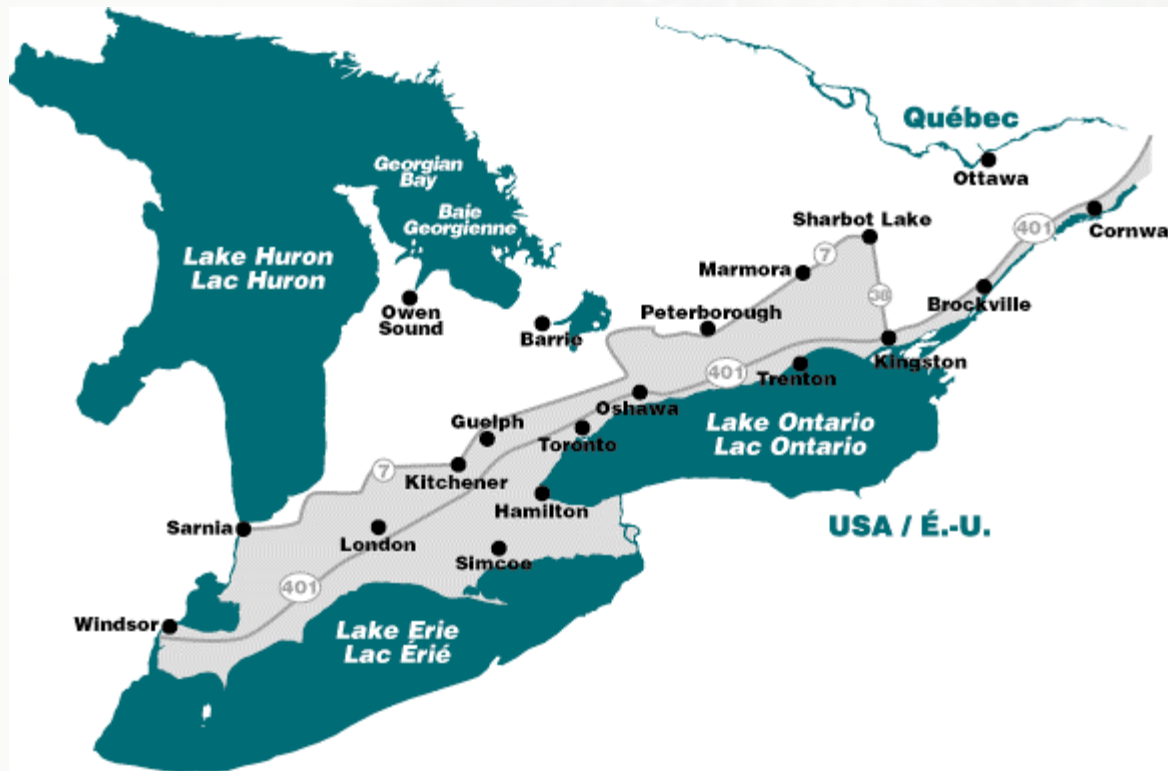 Québec
Ottawa
Georgian
Bay
Baie
Georgienne
Sharbot Lake
401
Cornwa
Lake Huron
Lac Huron
7
Marmora
38
Brockville
Owen
Sound
Peterborough
Barrie
Kingston
401
Trenton
Oshawa
Guelph
Lake Ontario
Lac Ontario
Toronto
7
Kitchener
Hamilton
Sarnia
London
USA / É.-U.
Simcoe
401
Windsor
Lake Erie
Lac Érié